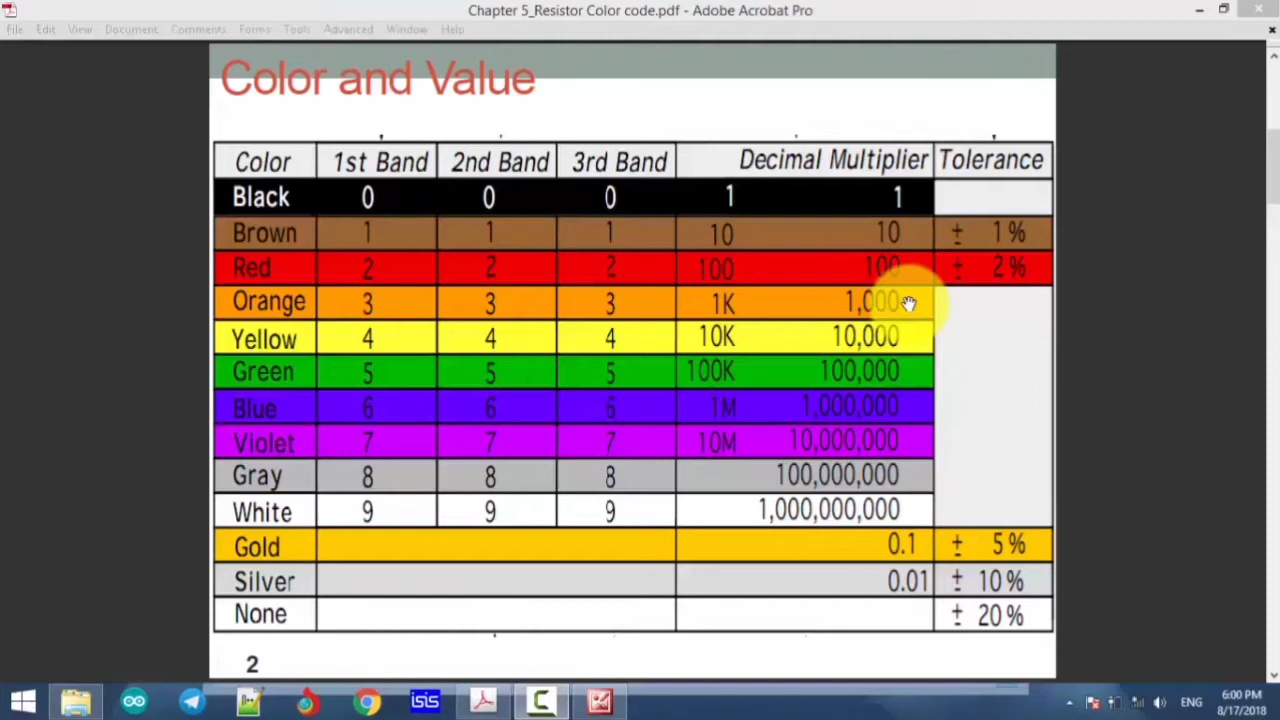 Chapter 5_Resistor Color code.pdf - Adobe Acrobat Pro
File Edit View Document Comments Forms Tools Advanced Window Help
Color and Value
Color 1st Band 2nd Band 3rd Band Decimal Multiplier Tolerance
Black 0 0 0 1 1
Brown 1 1 1 10 10 ± 1%
Red 2 2 2 100 100 ± 2%
Orange 3 3 3 1K 1,000
Yellow 4 4 4 10K 10,000
Green 5 5 5 100K 100,000
Blue 6 6 6 1M 1,000,000
Violet 7 7 7 10M 10,000,000
Gray 8 8 8 100,000,000
White 9 9 9 1,000,000,000
Gold 0.1 ± 5%
Silver 0.01 ± 10%
None ± 20%
2
isis
ENG
6:00 PM
8/17/2018